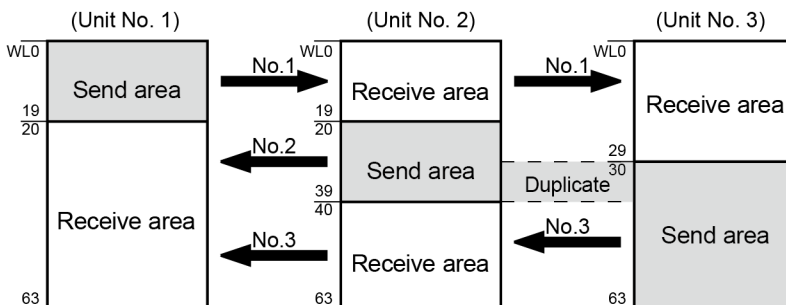 (Unit No. 1)
(Unit No. 2)
(Unit No. 3)
WL0
Send area
19
20
Receive area
63
No.1
No.2
No.3
WL0
Receive area
19
20
Send area
39
40
Receive area
63
No.1
Duplicate
No.3
WL0
Receive area
29
30
Send area
63